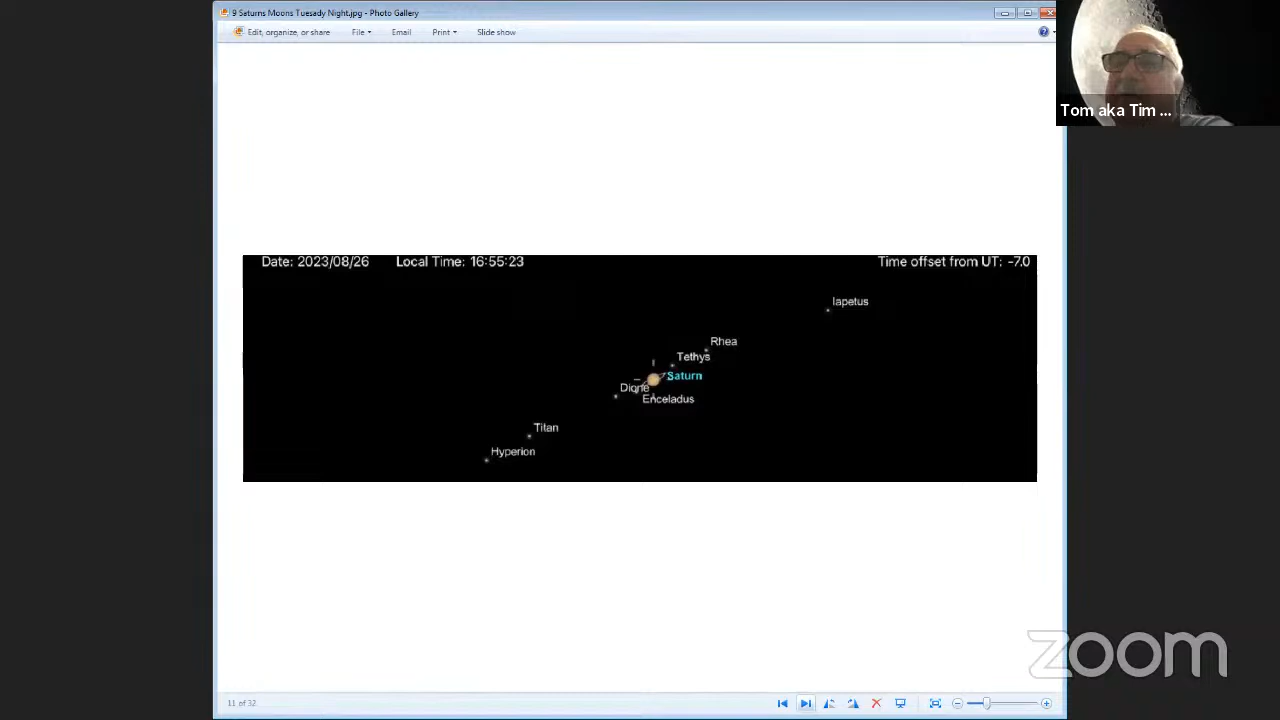 9 Saturns Moons Tuesady Night.jpg - Photo Gallery
Edit, organize, or share File Email Print Slide show
Tom aka Tim ...
Date: 2023/08/26 Local Time: 16:55:23 Time offset from UT: -7.0
Iapetus
Rhea
Tethys
Saturn
Dione
Enceladus
Titan
Hyperion
zoom
11 of 32